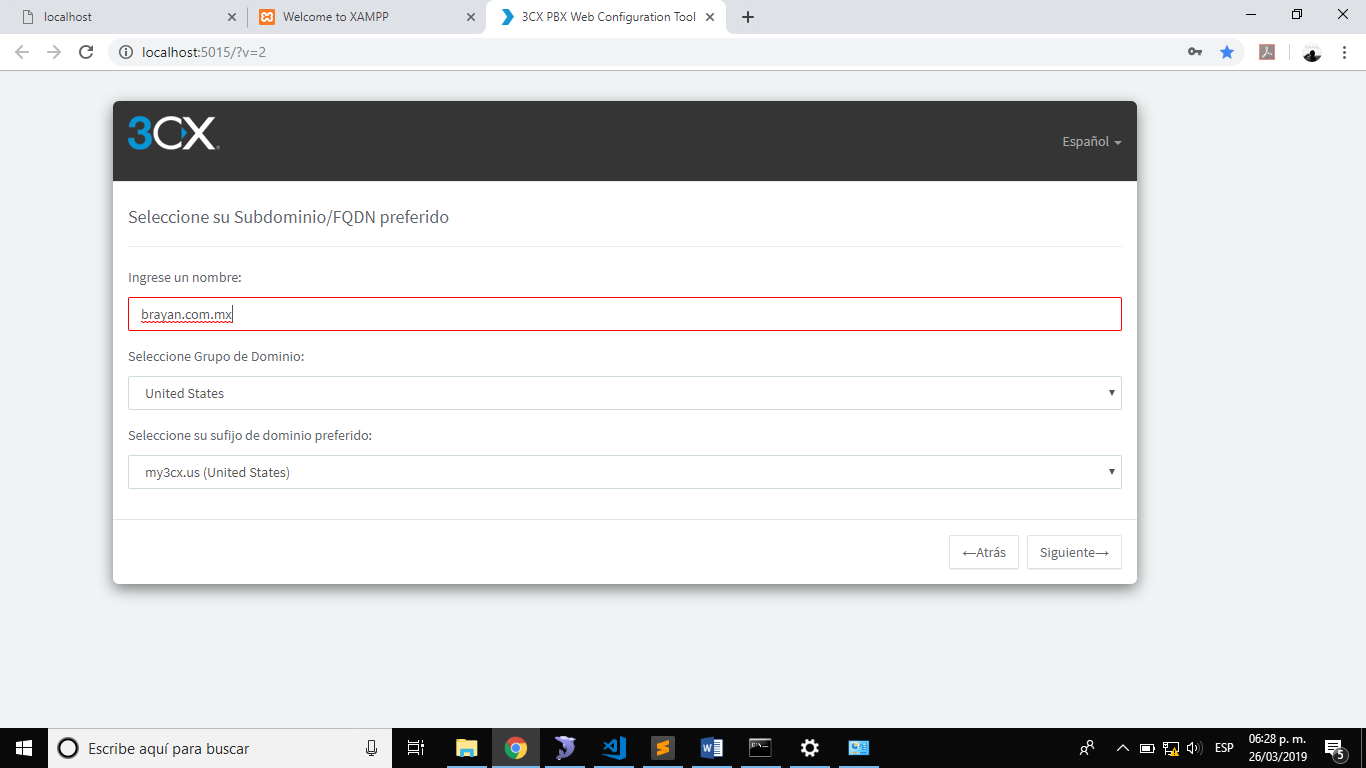 localhost
Welcome to XAMPP
3CX PBX Web Configuration Tool
localhost:5015/?v=2
3CX
Español
Seleccione su Subdominio/FQDN preferido
Ingrese un nombre:
brayan.com.mx
Seleccione Grupo de Dominio:
United States
Seleccione su sufijo de dominio preferido:
my3cx.us (United States)
←Atrás
Siguiente→
Escribe aquí para buscar
ESP
06:28 p. m.
26/03/2019
5